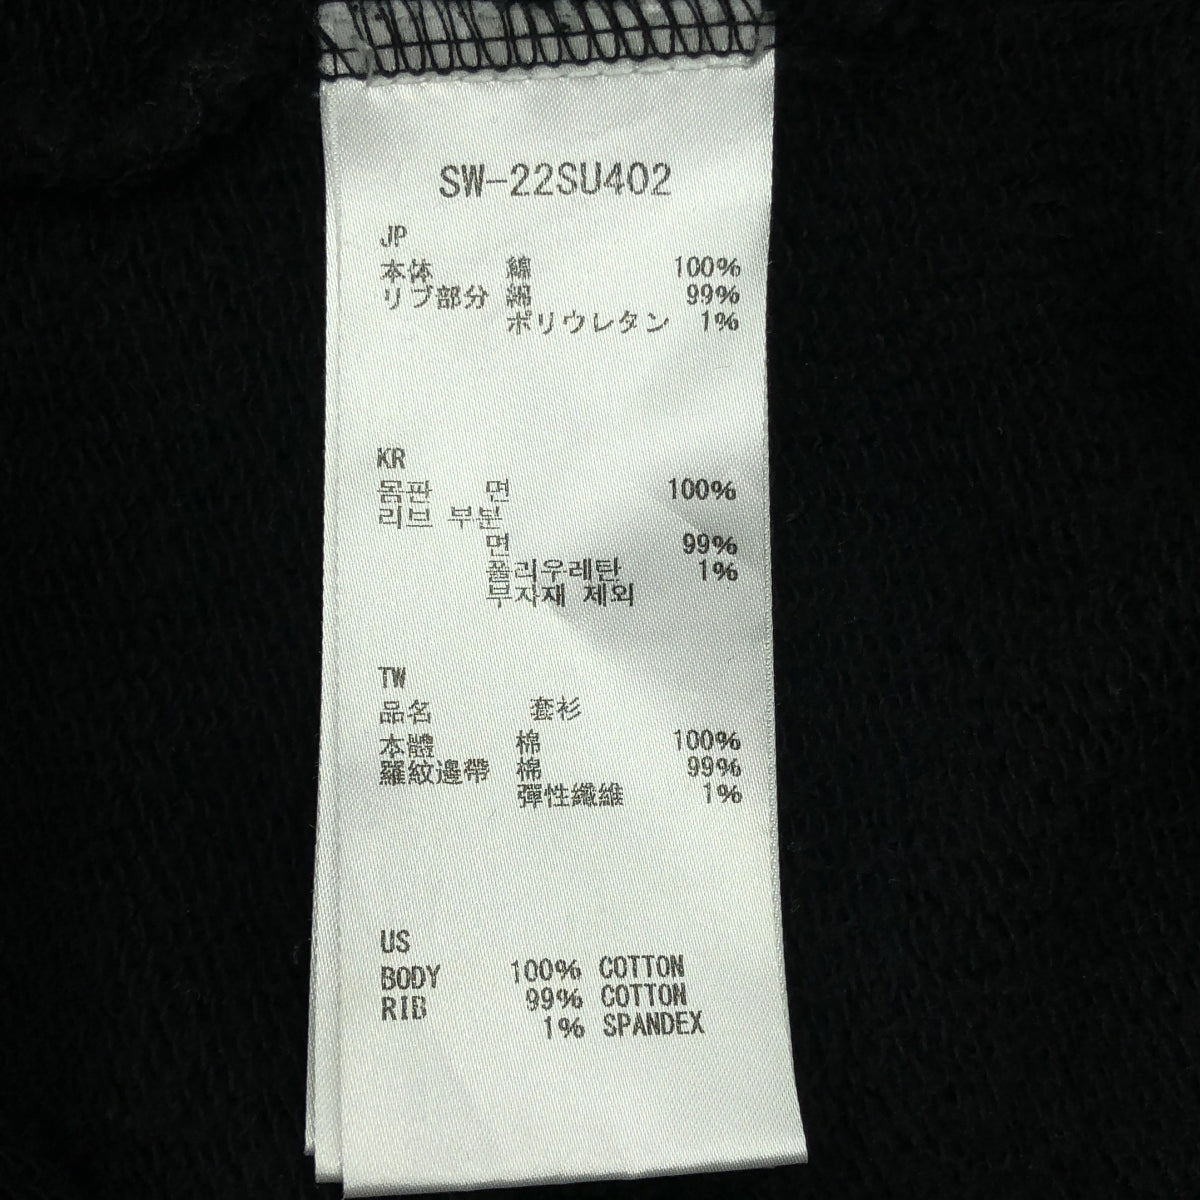 SW-22SU402
JP
本体 綿 100%
リブ部分 綿 99%
ポリウレタン 1%
KR
몸판 면 100%
리브 부분
면 99%
폴리우레탄 1%
부자재 제외
TW
品名 套衫
本體 棉 100%
羅紋邊帶 棉 99%
彈性纖維 1%
US
BODY 100% COTTON
RIB 99% COTTON
1% SPANDEX